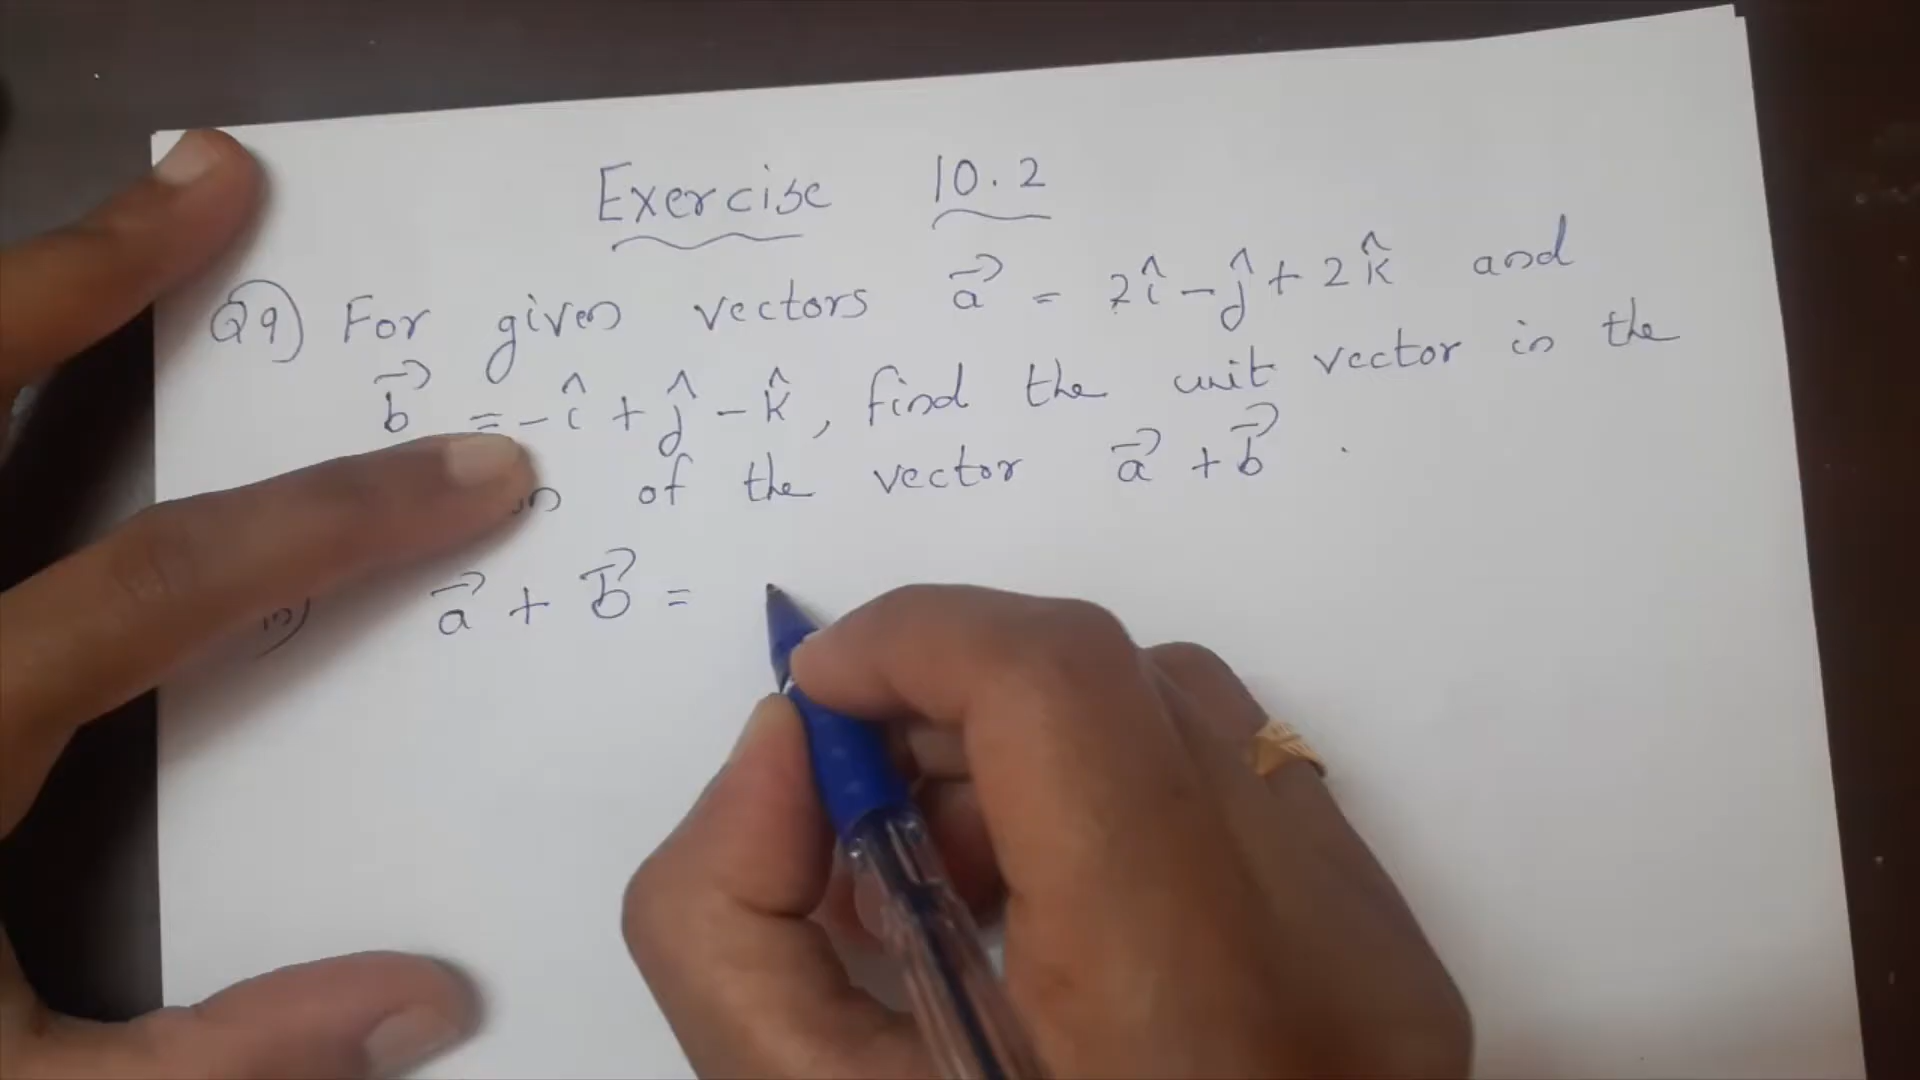 Exercise 10.2
Q9) For given vectors a⃗ = 2î - ĵ + 2k̂ and
b⃗ = -î + ĵ - k̂, find the unit vector in the
of the vector a⃗ + b⃗ .
a⃗ + b⃗ =